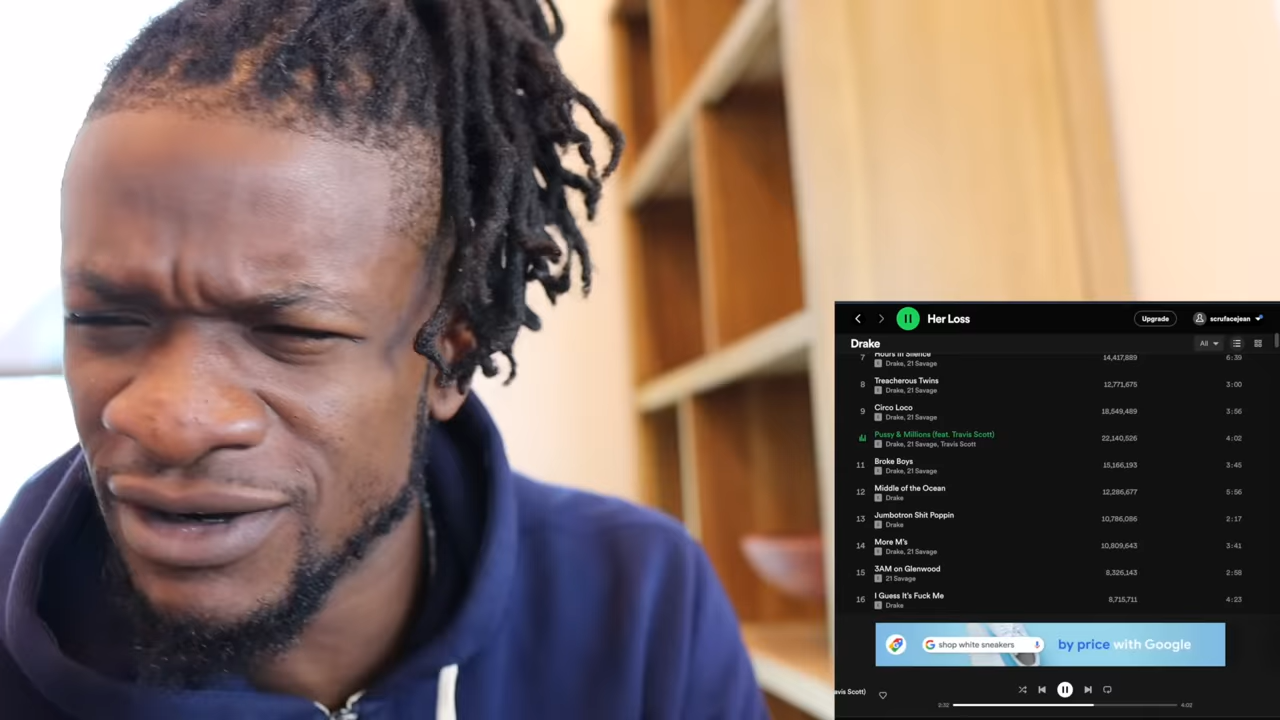 Her Loss
Upgrade
scrufacejean
Drake
All
7 Hours in Silence 14,417,889 6:39
E Drake, 21 Savage
8 Treacherous Twins 12,771,675 3:00
E Drake, 21 Savage
9 Circo Loco 18,549,489 3:56
E Drake, 21 Savage
Pussy & Millions (feat. Travis Scott) 22,140,526 4:02
E Drake, 21 Savage, Travis Scott
11 Broke Boys 15,166,193 3:45
E Drake, 21 Savage
12 Middle of the Ocean 12,286,677 5:56
E Drake
13 Jumbotron Shit Poppin 10,786,086 2:17
E Drake
14 More M's 10,809,643 3:41
E Drake, 21 Savage
15 3AM on Glenwood 8,326,143 2:58
E 21 Savage
16 I Guess It's Fuck Me 8,715,711 4:23
E Drake
G shop white sneakers by price with Google
avis Scott)
2:32 4:02